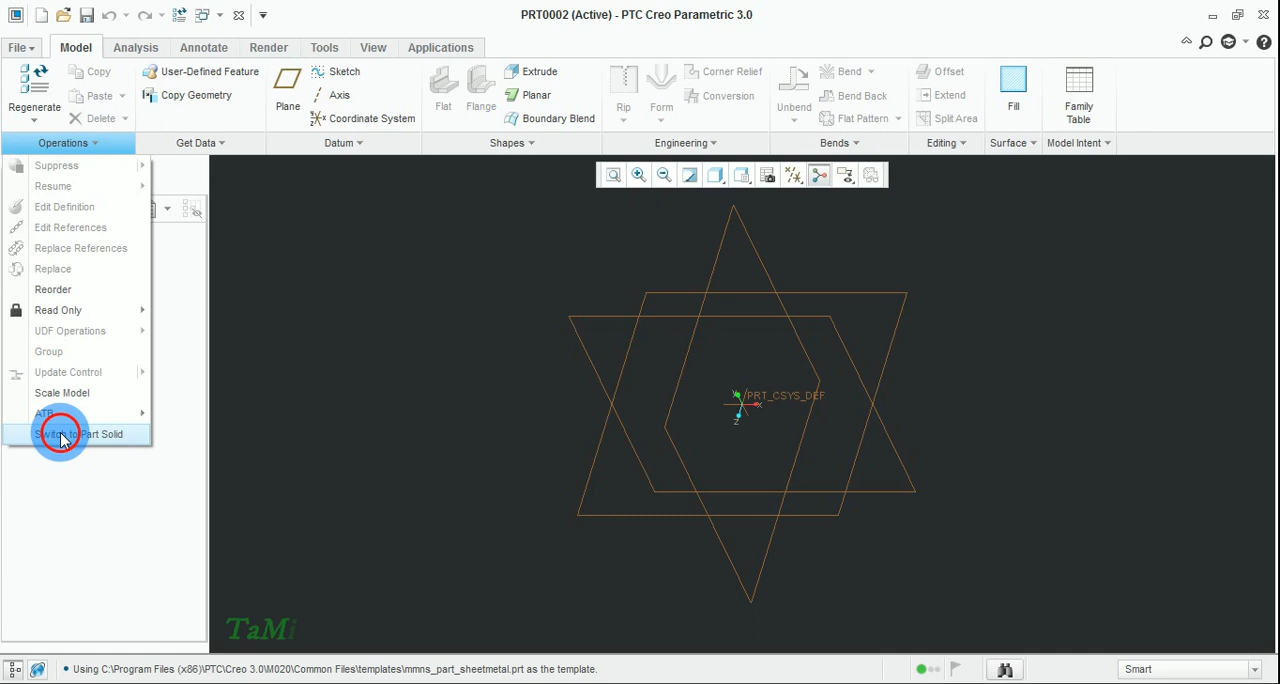 PRT0002 (Active) - PTC Creo Parametric 3.0
File
Model
Analysis
Annotate
Render
Tools
View
Applications
Regenerate
Copy
Paste
Delete
User-Defined Feature
Copy Geometry
Plane
Sketch
Axis
Coordinate System
Flat
Flange
Extrude
Planar
Boundary Blend
Rip
Form
Corner Relief
Conversion
Unbend
Bend
Bend Back
Flat Pattern
Offset
Extend
Split Area
Fill
Family
Table
Operations
Get Data
Datum
Shapes
Engineering
Bends
Editing
Surface
Model Intent
Suppress
Resume
Edit Definition
Edit References
Replace References
Replace
Reorder
Read Only
UDF Operations
Group
Update Control
Scale Model
ATB
Switch to Part Solid
PRT_CSYS_DEF
Y
X
Z
TaMi
Using C:\Program Files (x86)\PTC\Creo 3.0\M020\Common Files\templates\mmns_part_sheetmetal.prt as the template.
Smart